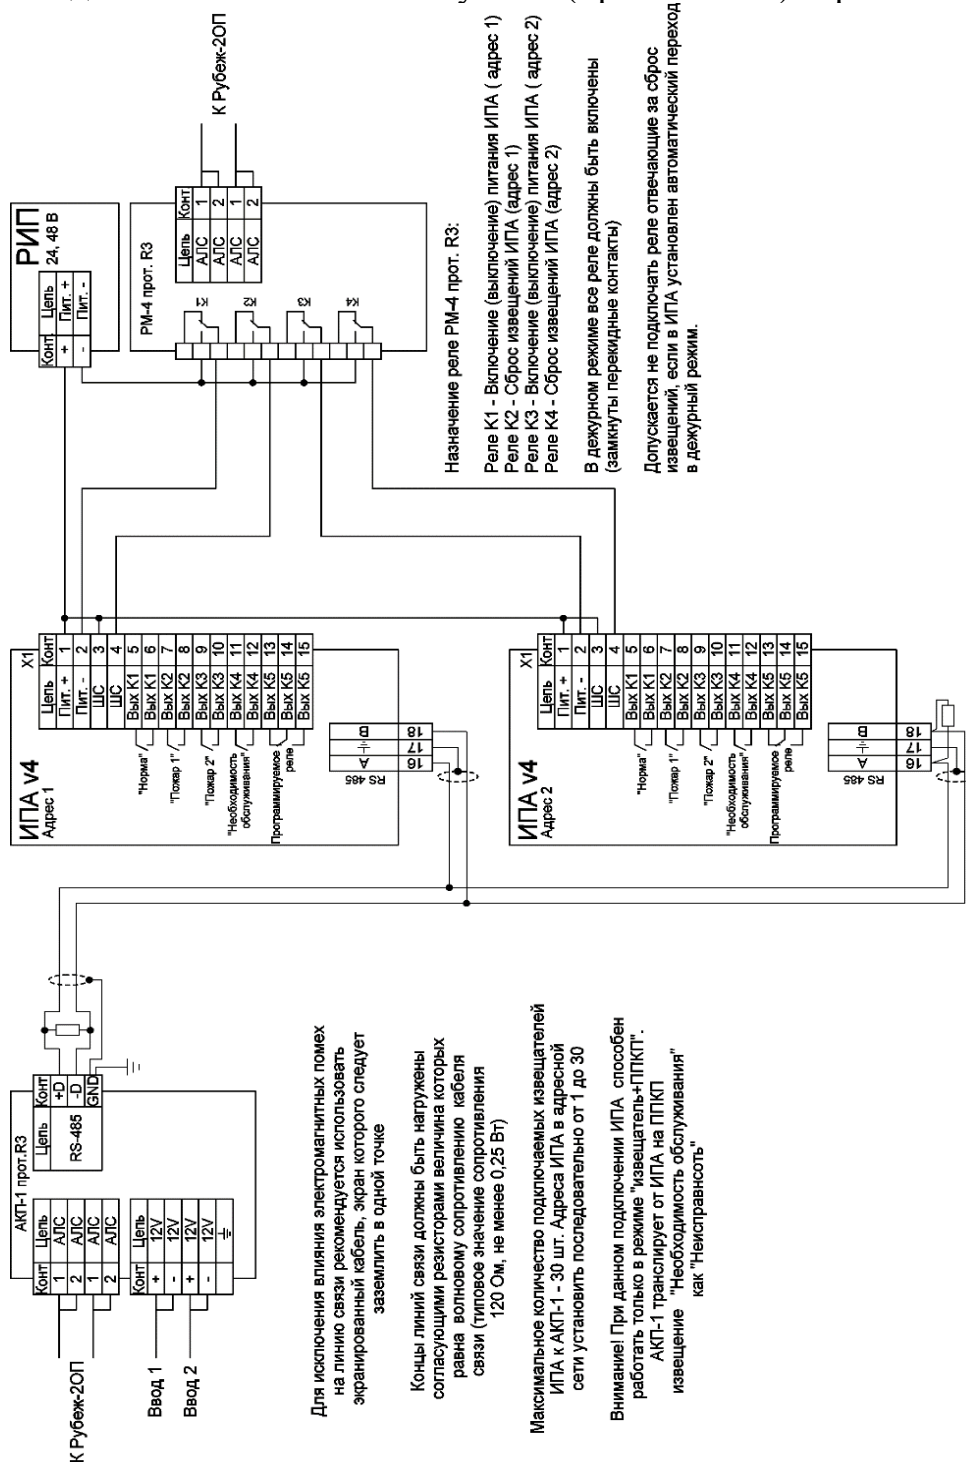 К Рубеж-2ОП
АКП-1 прот.R3
Конт Цепь
1 АЛС
2 АЛС
1 АЛС
2 АЛС
Конт Цепь
+ 12V
- 12V
+ 12V
- 12V
Ввод 1
Ввод 2
Цепь Конт
RS-485
+D
-D
GND
Для исключения влияния электромагнитных помех
на линию связи рекомендуется использовать
экранированный кабель, экран которого следует
заземлить в одной точке
Концы линий связи должны быть нагружены
согласующими резисторами величина которых
равна волновому сопротивлению кабеля
связи (типовое значение сопротивления
120 Ом, не менее 0,25 Вт)
Максимальное количество подключаемых извещателей
ИПА к АКП-1 - 30 шт. Адреса ИПА в адресной
сети установить последовательно от 1 до 30
Внимание! При данном подключении ИПА способен
работать только в режиме "извещатель+ППКП".
АКП-1 транслирует от ИПА на ППКП
извещение "Необходимость обслуживания"
как "Неисправнсоть"
ИПА v4
Адрес 1
X1
Цепь Конт
Пит. + 1
Пит. - 2
ШС 3
ШС 4
Вых К1 5
Вых К1 6
Вых К2 7
Вых К2 8
Вых К3 9
Вых К3 10
Вых К4 11
Вых К4 12
Вых К5 13
Вых К5 14
Вых К5 15
"Норма"
"Пожар 1"
"Пожар 2"
"Необходимость
обслуживания"
Программируемое
реле
RS 485
A 16
17
B 18
ИПА v4
Адрес 2
X1
Цепь Конт
Пит. + 1
Пит. - 2
ШС 3
ШС 4
Вых К1 5
Вых К1 6
Вых К2 7
Вых К2 8
Вых К3 9
Вых К3 10
Вых К4 11
Вых К4 12
Вых К5 13
Вых К5 14
Вых К5 15
"Норма"
"Пожар 1"
"Пожар 2"
"Необходимость
обслуживания"
Программируемое
реле
RS 485
A 16
17
B 18
РИП
24, 48 В
Конт. Цепь
+ Пит. +
- Пит. -
РМ-4 прот. R3
К1
К2
К3
К4
Цепь Конт
АЛС 1
АЛС 2
АЛС 1
АЛС 2
К Рубеж-2ОП
Назначение реле РМ-4 прот. R3:
Реле К1 - Включение (выключение) питания ИПА ( адрес 1)
Реле К2 - Сброс извещений ИПА (адрес 1)
Реле К3 - Включение (выключение) питания ИПА ( адрес 2)
Реле К4 - Сброс извещений ИПА (адрес 2)
В дежурном режиме все реле должны быть включены
(замкнуты перекидные контакты)
Допускается не подключать реле отвечающие за сброс
извещений, если в ИПА установлен автоматический переход
в дежурный режим.